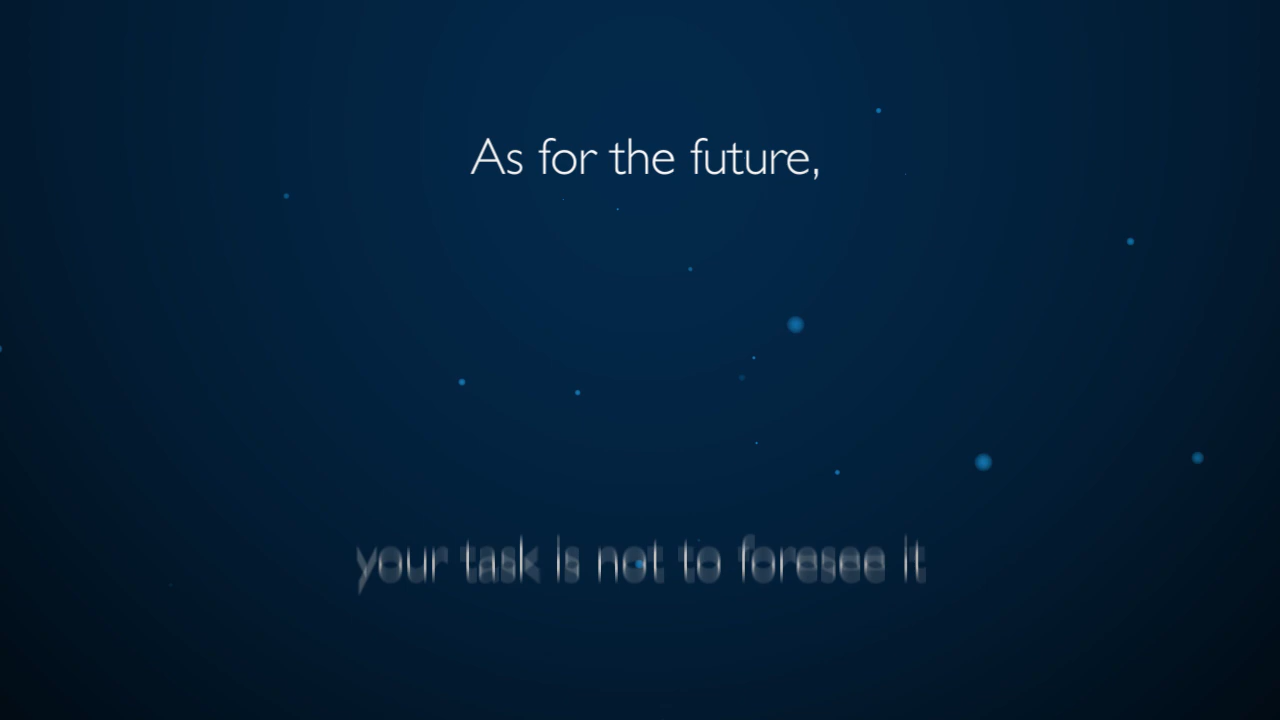 As for the future,
your task is not to foresee it